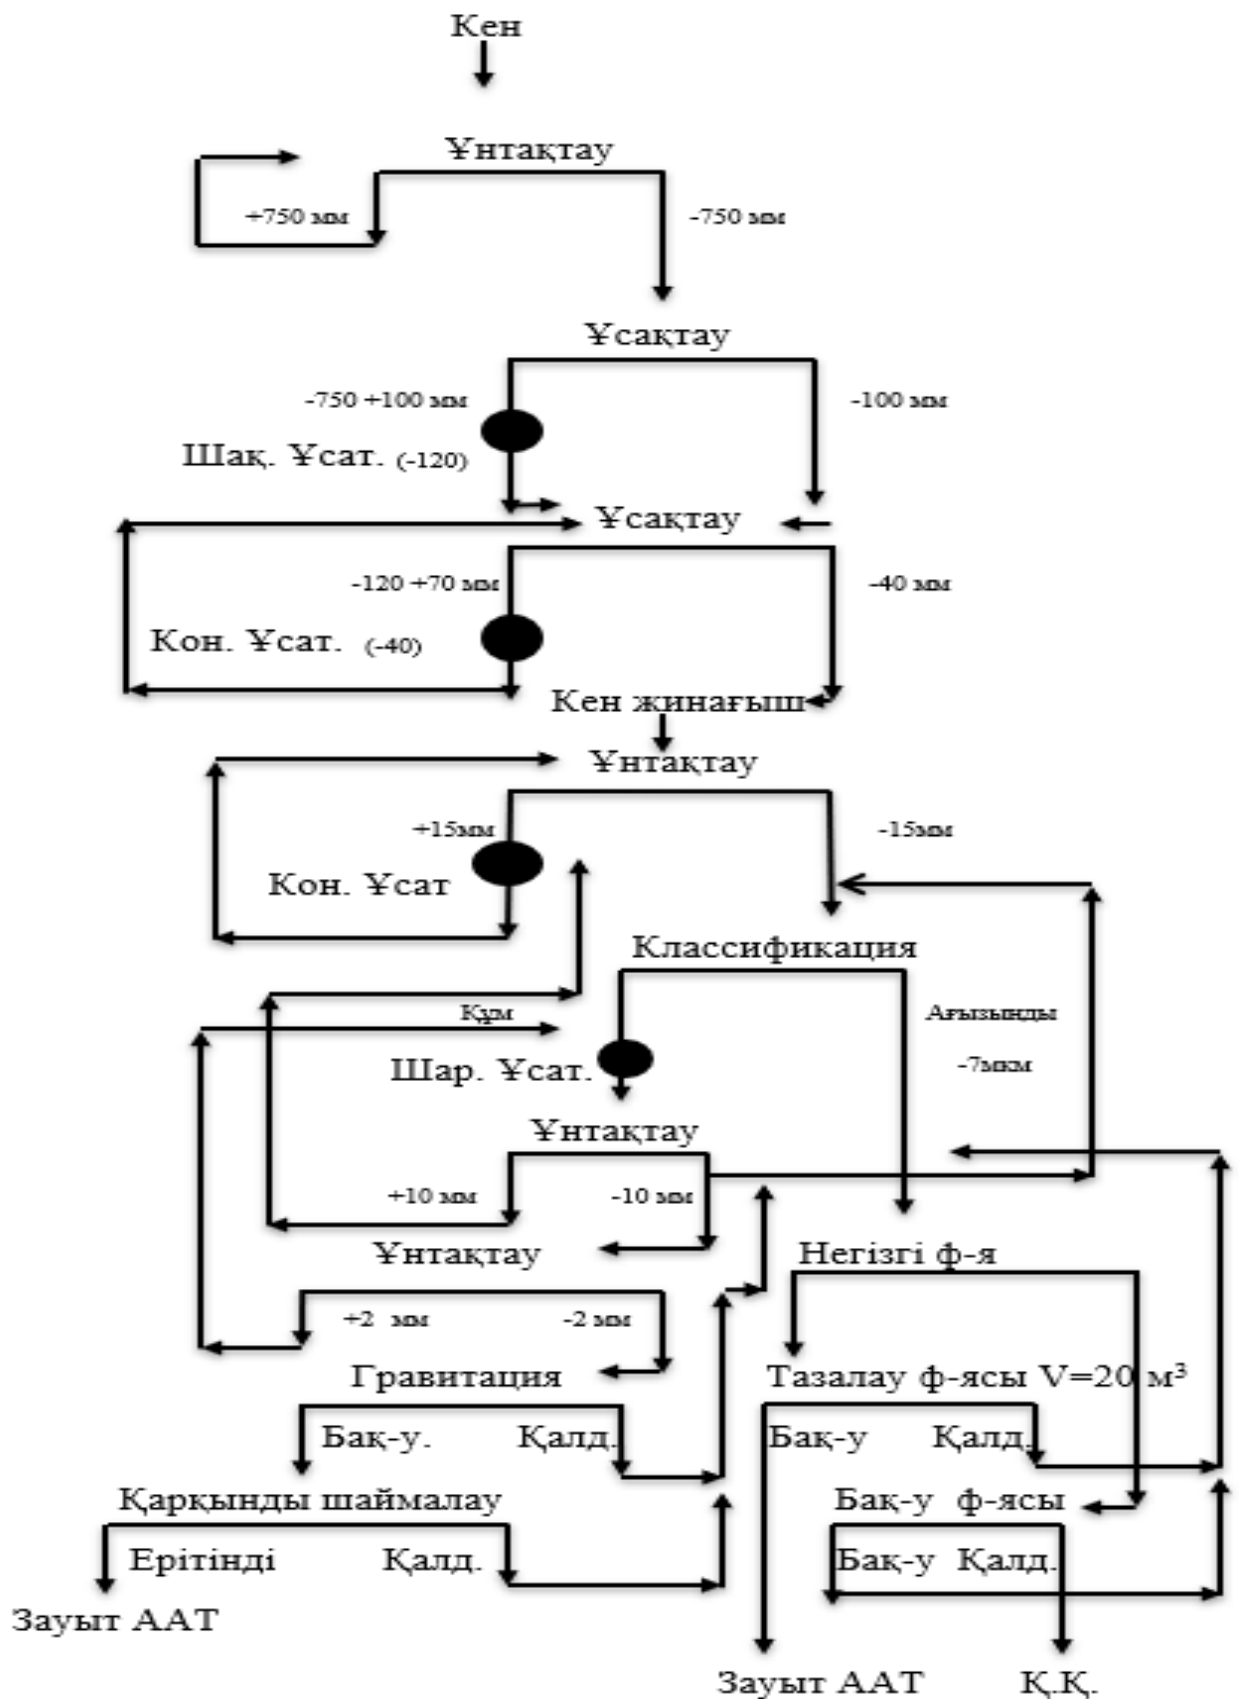 Кен
Ұнтақтау
+750 мм
-750 мм
Ұсақтау
-750 +100 мм
-100 мм
Шақ. Ұсат. (-120)
Ұсақтау
-120 +70 мм
-40 мм
Кон. Ұсат. (-40)
Кен жинағыш
Ұнтақтау
+15мм
-15мм
Кон. Ұсат
Классификация
Құм
Ағызынды
Шар. Ұсат.
-7мкм
Ұнтақтау
+10 мм
-10 мм
Ұнтақтау
Негізгі ф-я
+2 мм
-2 мм
Гравитация
Тазалау ф-ясы V=20 м³
Бақ-у.
Қалд.
Бақ-у
Қалд.
Қарқынды шаймалау
Бақ-у ф-ясы
Ерітінді
Қалд.
Бақ-у
Қалд.
Зауыт ААТ
Зауыт ААТ
Қ.Қ.